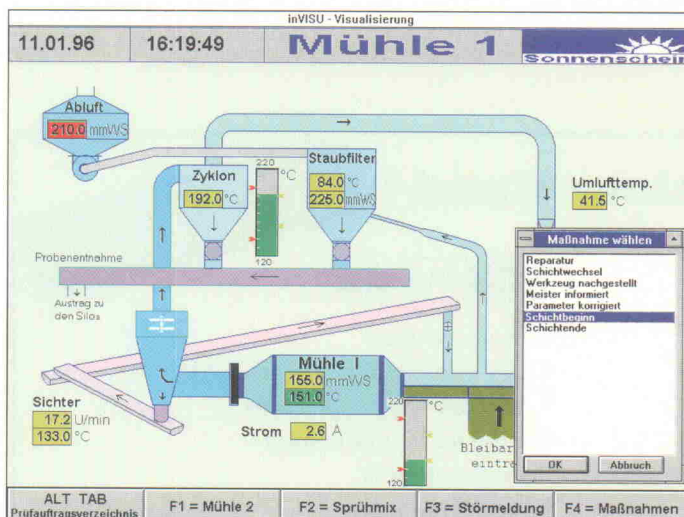 inVISU - Visualisierung
11.01.96 16:19:49 Mühle 1 Sonnenschein
Abluft
210.0 mmWS
Zyklon
192.0 °C
220
°C
120
Staubfilter
84.0 °C
225.0 mmWS
Umlufttemp.
41.5 °C
Probenentnahme
Austrag zu
den Silos
Maßnahme wählen
Reparatur
Schichtwechsel
Werkzeug nachgestellt
Meister informiert
Parameter korrigiert
Schichtbeginn
Schichtende
OK Abbruch
Mühle I
155.0 mmWS
151.0 °C
Sichter
17.2 U/min
133.0 °C
Strom 2.6 A
220
°C
120
Bleibar
eintra
ALT TAB
Prüfauftragsverzeichnis
F1 = Mühle 2
F2 = Sprühmix
F3 = Störmeldung
F4 = Maßnahmen